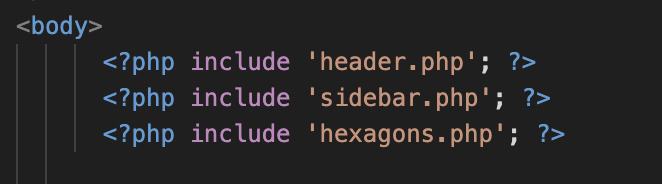 <body>
<?php include 'header.php'; ?>
<?php include 'sidebar.php'; ?>
<?php include 'hexagons.php'; ?>